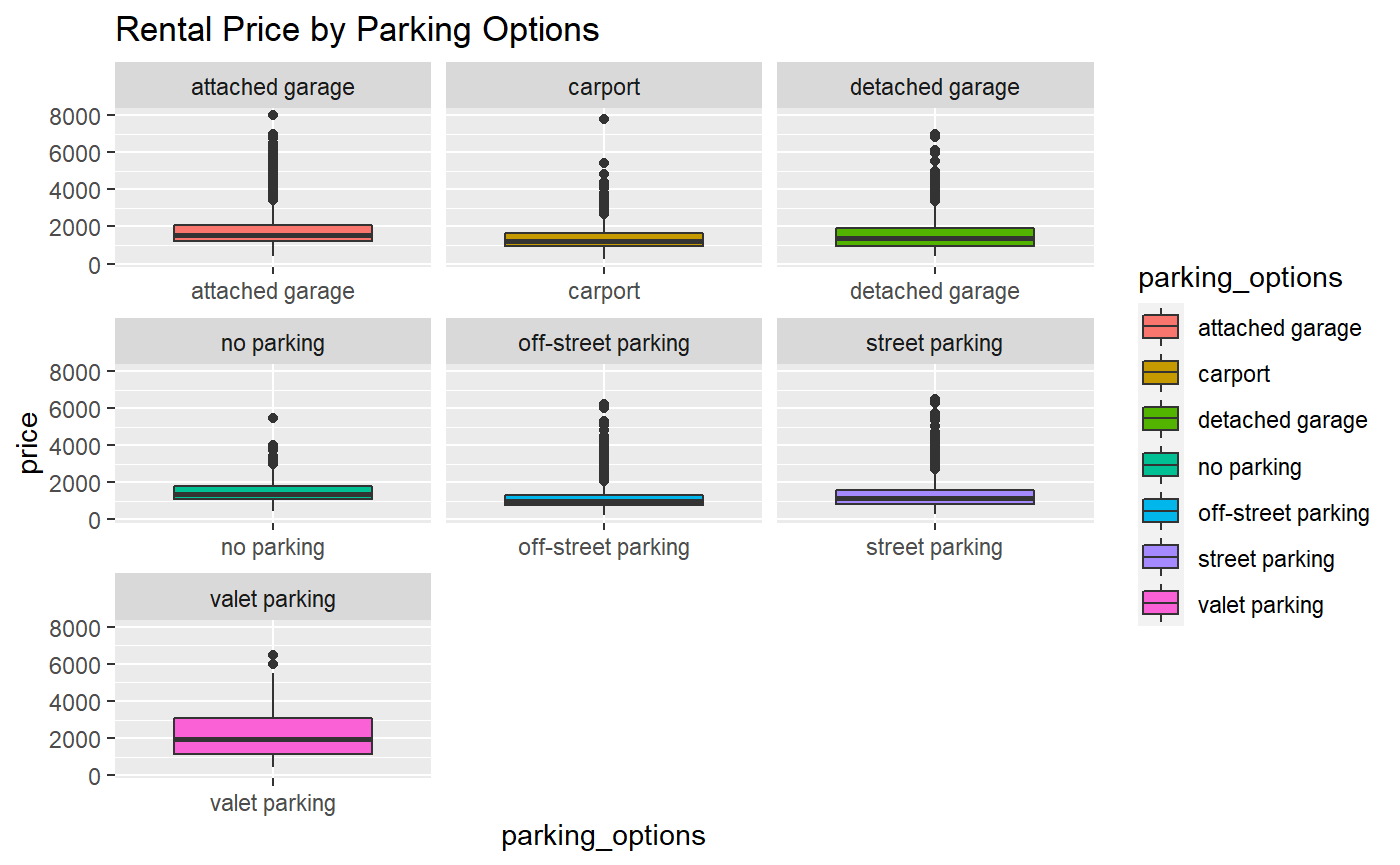 Rental Price by Parking Options
attached garage
carport
detached garage
8000
6000
4000
2000
0
attached garage
carport
detached garage
no parking
off-street parking
street parking
8000
6000
4000
2000
0
no parking
off-street parking
street parking
valet parking
8000
6000
4000
2000
0
valet parking
price
parking_options
parking_options
attached garage
carport
detached garage
no parking
off-street parking
street parking
valet parking